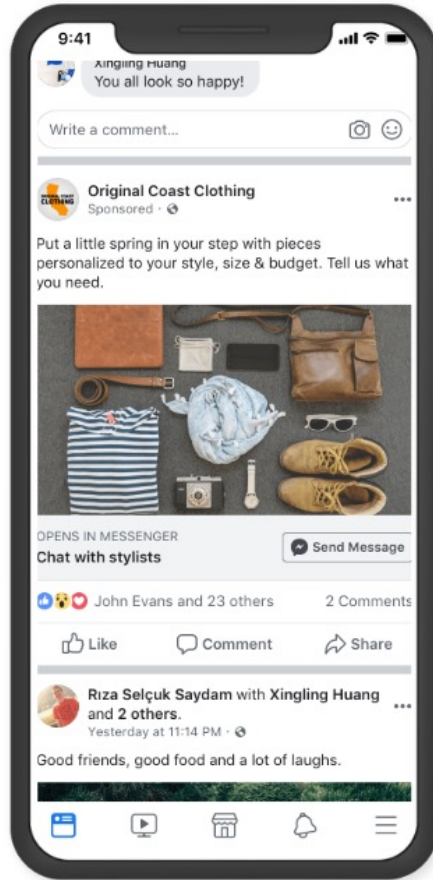 9:41
Xingling Huang
You all look so happy!
Write a comment...
Original Coast Clothing
Sponsored ·
Put a little spring in your step with pieces
personalized to your style, size & budget. Tell us what
you need.
OPENS IN MESSENGER
Chat with stylists
Send Message
John Evans and 23 others
2 Comments
Like
Comment
Share
Rıza Selçuk Saydam with Xingling Huang
and 2 others.
Yesterday at 11:14 PM ·
Good friends, good food and a lot of laughs.